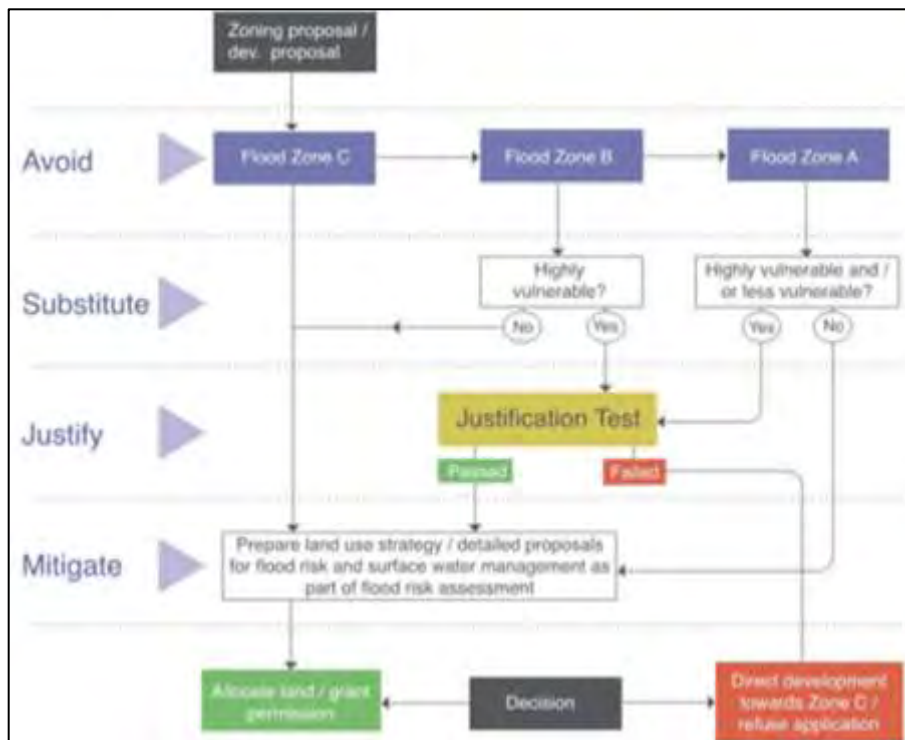 Zoning proposal /
dev. proposal
Avoid
Flood Zone C
Flood Zone B
Flood Zone A
Substitute
Highly
vulnerable?
Highly vulnerable and /
or less vulnerable?
No
Yes
Yes
No
Justify
Justification Test
Passed
Failed
Mitigate
Prepare land use strategy / detailed proposals
for flood risk and surface water management as
part of flood risk assessment
Allocate land / grant
permission
Decision
Direct development
towards Zone C /
refuse application